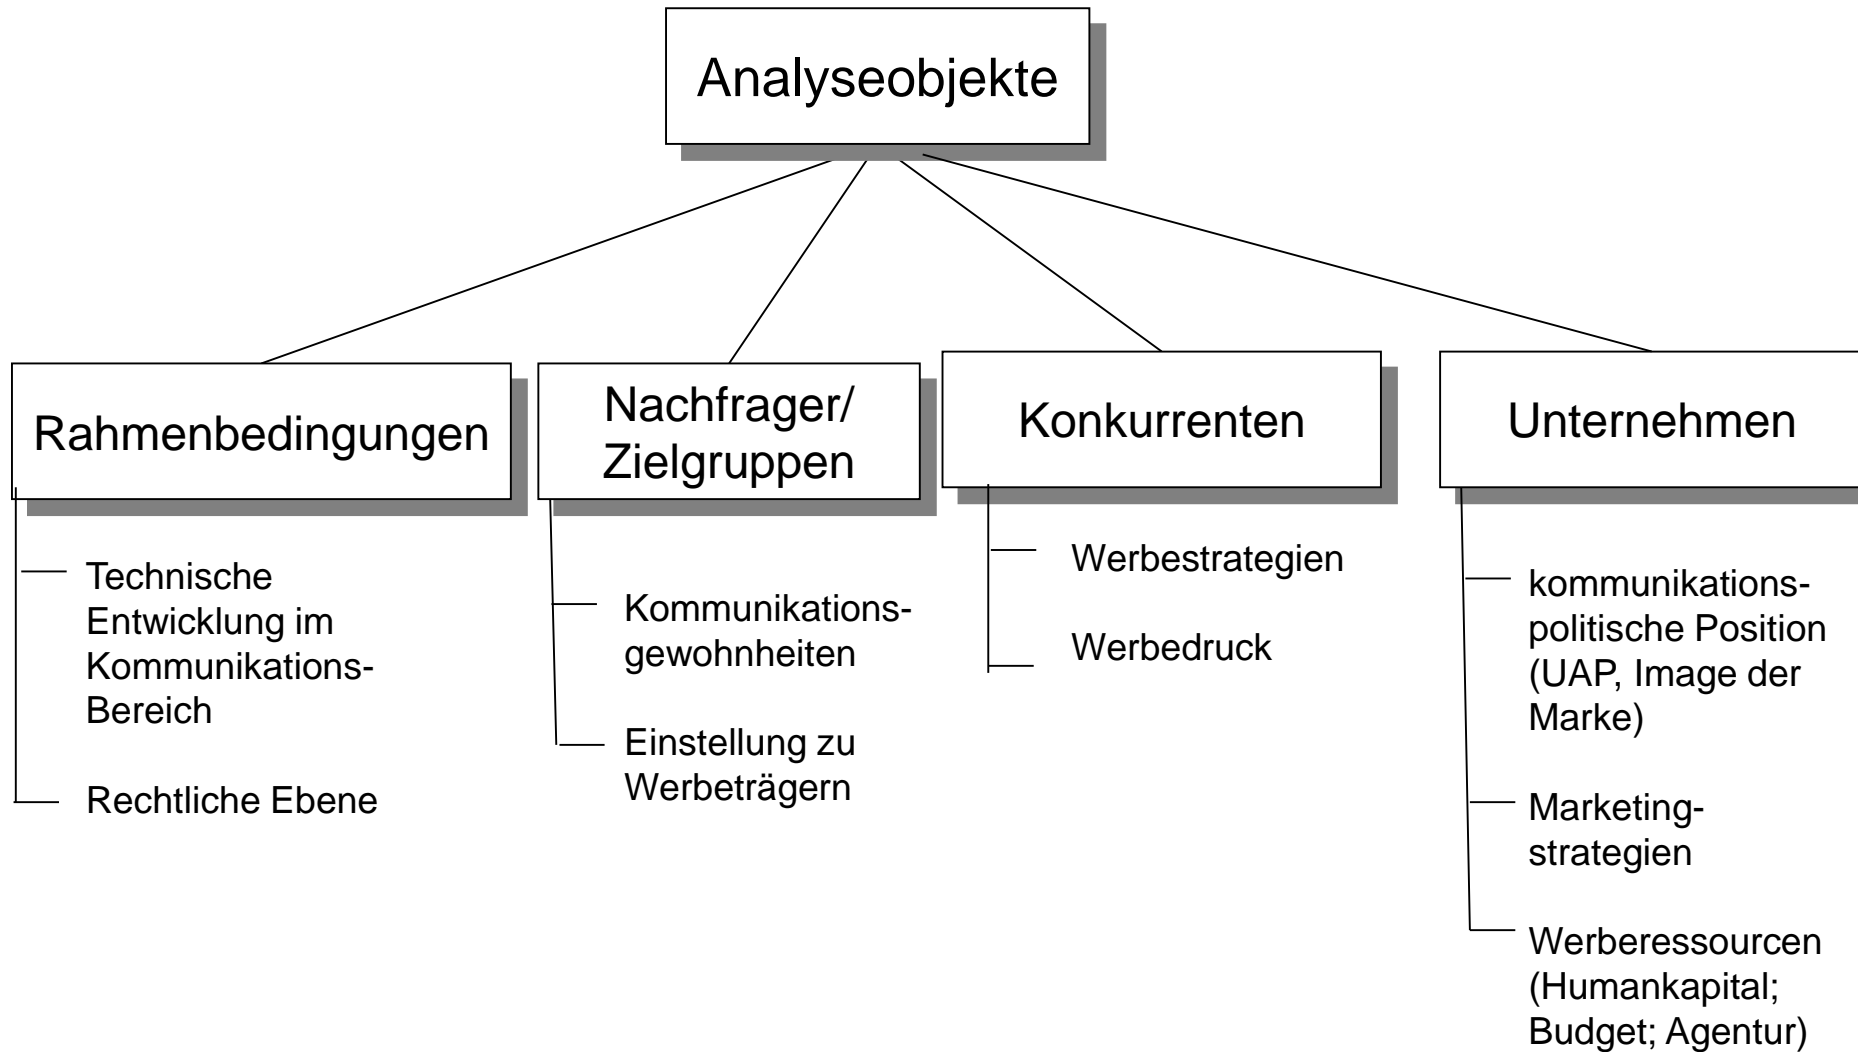 Analyseobjekte
Rahmenbedingungen
Technische
Entwicklung im
Kommunikations-
Bereich
Rechtliche Ebene
Nachfrager/
Zielgruppen
Kommunikations-
gewohnheiten
Einstellung zu
Werbeträgern
Konkurrenten
Werbestrategien
Werbedruck
Unternehmen
kommunikations-
politische Position
(UAP, Image der
Marke)
Marketing-
strategien
Werberessourcen
(Humankapital;
Budget; Agentur)